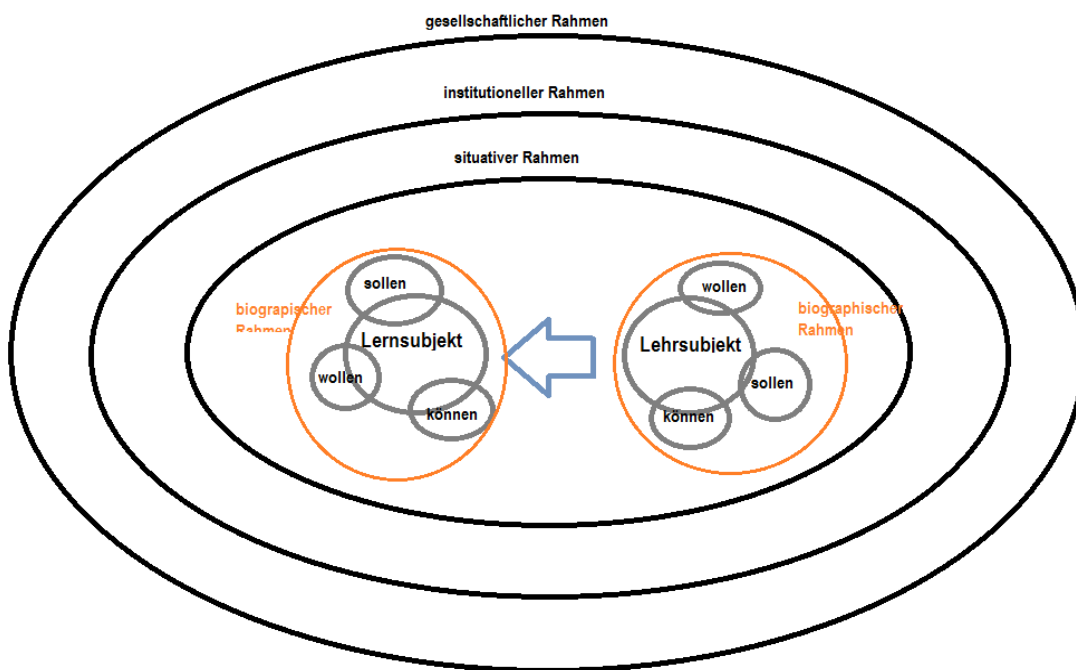 gesellschaftlicher Rahmen
institutioneller Rahmen
situativer Rahmen
biograpischer
Rahmen
sollen
Lernsubjekt
wollen
können
wollen
Lehrsubjekt
sollen
können
biographischer
Rahmen